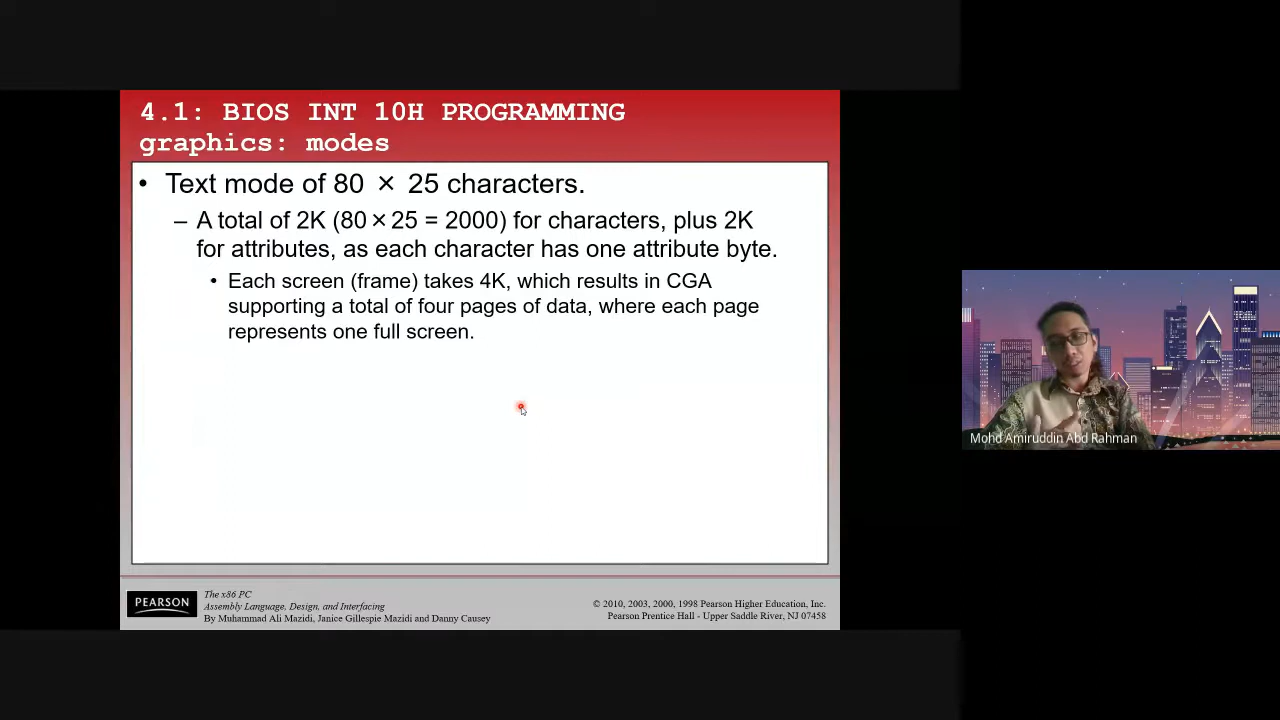 4.1: BIOS INT 10H PROGRAMMING
graphics: modes
• Text mode of 80 × 25 characters.
– A total of 2K (80×25 = 2000) for characters, plus 2K
for attributes, as each character has one attribute byte.
• Each screen (frame) takes 4K, which results in CGA
supporting a total of four pages of data, where each page
represents one full screen.
Mohd Amiruddin Abd Rahman
PEARSON
The x86 PC
Assembly Language, Design, and Interfacing
By Muhammad Ali Mazidi, Janice Gillespie Mazidi and Danny Causey
© 2010, 2003, 2000, 1998 Pearson Higher Education, Inc.
Pearson Prentice Hall - Upper Saddle River, NJ 07458